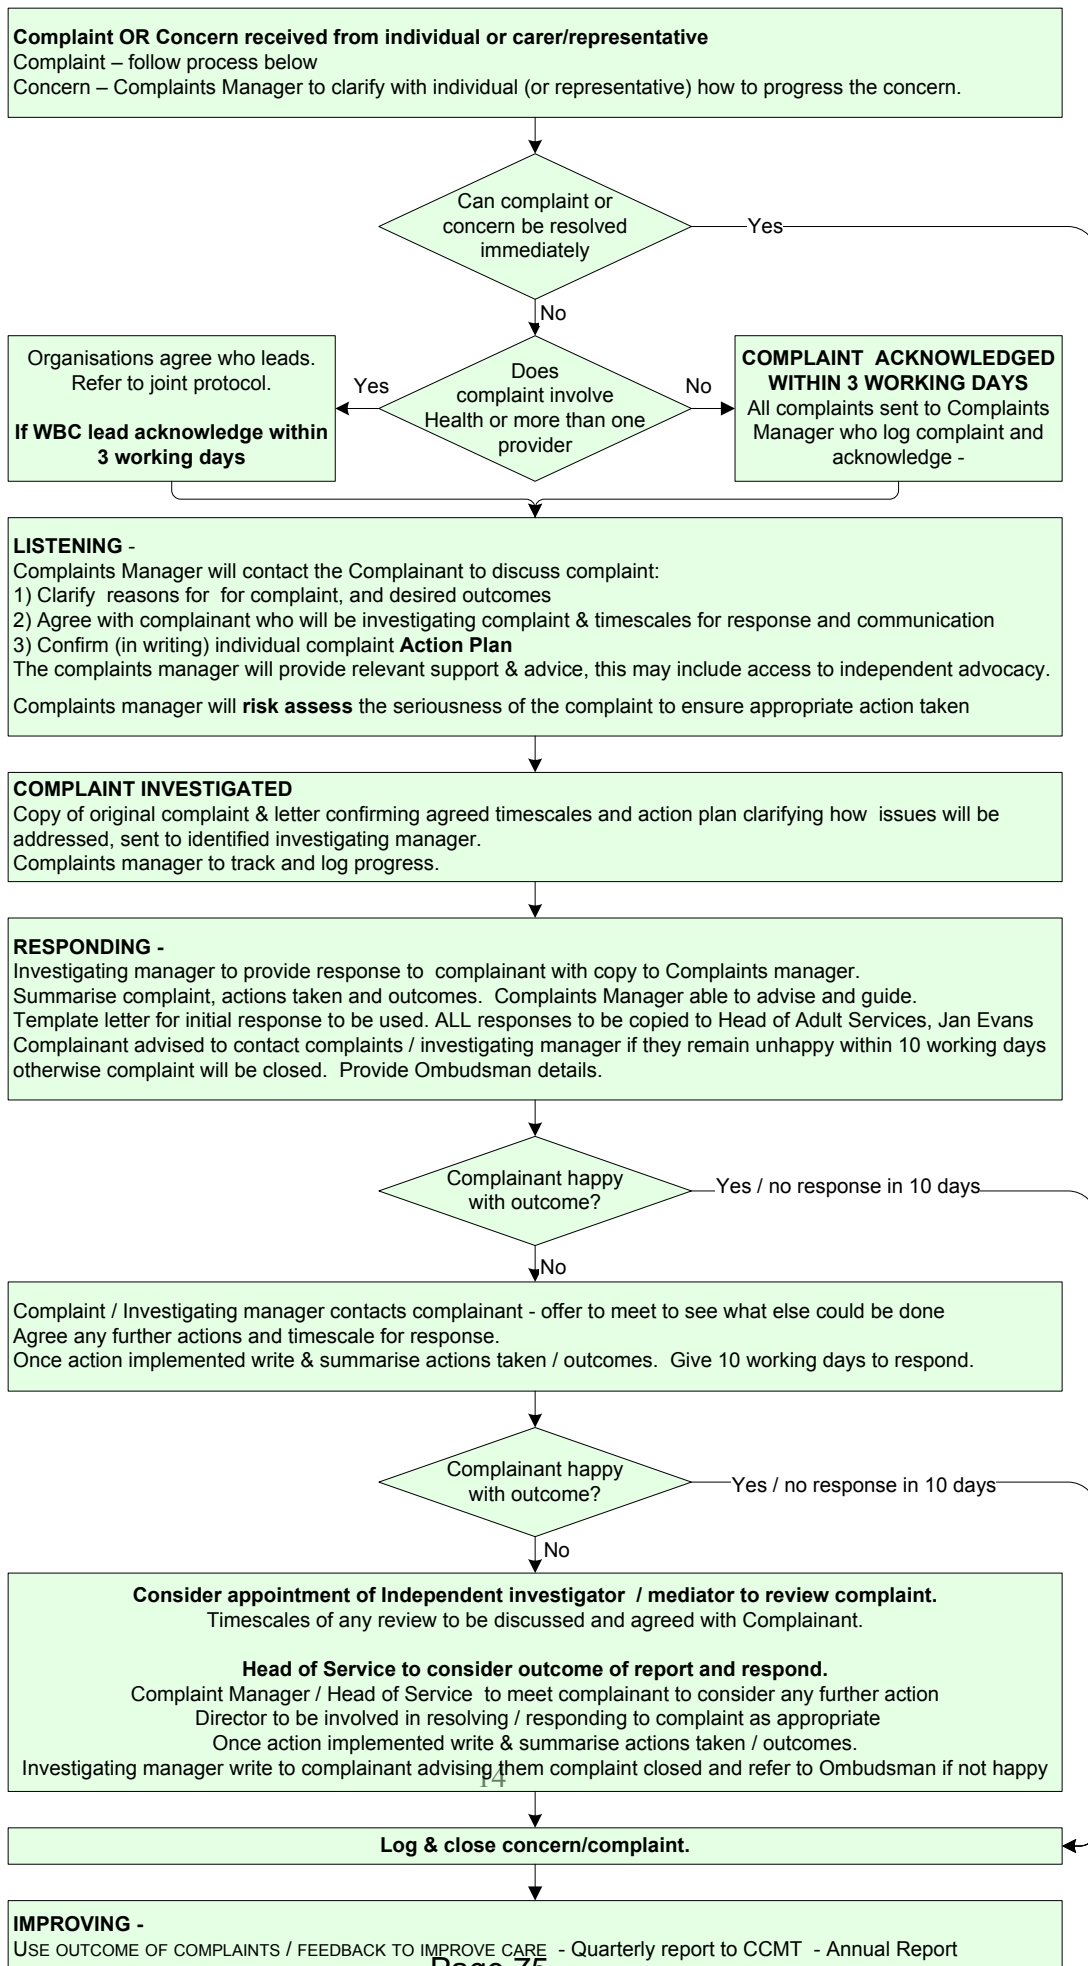 Complaint OR Concern received from individual or carer/representative
Complaint – follow process below
Concern – Complaints Manager to clarify with individual (or representative) how to progress the concern.
Can complaint or
concern be resolved
immediately
Yes
No
Organisations agree who leads.
Refer to joint protocol.
If WBC lead acknowledge within
3 working days
Yes
Does
complaint involve
Health or more than one
provider
No
COMPLAINT ACKNOWLEDGED
WITHIN 3 WORKING DAYS
All complaints sent to Complaints
Manager who log complaint and
acknowledge -
LISTENING -
Complaints Manager will contact the Complainant to discuss complaint:
1) Clarify reasons for for complaint, and desired outcomes
2) Agree with complainant who will be investigating complaint & timescales for response and communication
3) Confirm (in writing) individual complaint Action Plan
The complaints manager will provide relevant support & advice, this may include access to independent advocacy.
Complaints manager will risk assess the seriousness of the complaint to ensure appropriate action taken
COMPLAINT INVESTIGATED
Copy of original complaint & letter confirming agreed timescales and action plan clarifying how issues will be
addressed, sent to identified investigating manager.
Complaints manager to track and log progress.
RESPONDING -
Investigating manager to provide response to complainant with copy to Complaints manager.
Summarise complaint, actions taken and outcomes. Complaints Manager able to advise and guide.
Template letter for initial response to be used. ALL responses to be copied to Head of Adult Services, Jan Evans
Complainant advised to contact complaints / investigating manager if they remain unhappy within 10 working days
otherwise complaint will be closed. Provide Ombudsman details.
Complainant happy
with outcome?
Yes / no response in 10 days
No
Complaint / Investigating manager contacts complainant - offer to meet to see what else could be done
Agree any further actions and timescale for response.
Once action implemented write & summarise actions taken / outcomes. Give 10 working days to respond.
Complainant happy
with outcome?
Yes / no response in 10 days
No
Consider appointment of Independent investigator / mediator to review complaint.
Timescales of any review to be discussed and agreed with Complainant.
Head of Service to consider outcome of report and respond.
Complaint Manager / Head of Service to meet complainant to consider any further action
Director to be involved in resolving / responding to complaint as appropriate
Once action implemented write & summarise actions taken / outcomes.
Investigating manager write to complainant advising them complaint closed and refer to Ombudsman if not happy
14
Log & close concern/complaint.
IMPROVING -
USE OUTCOME OF COMPLAINTS / FEEDBACK TO IMPROVE CARE - Quarterly report to CCMT - Annual Report
Page 75